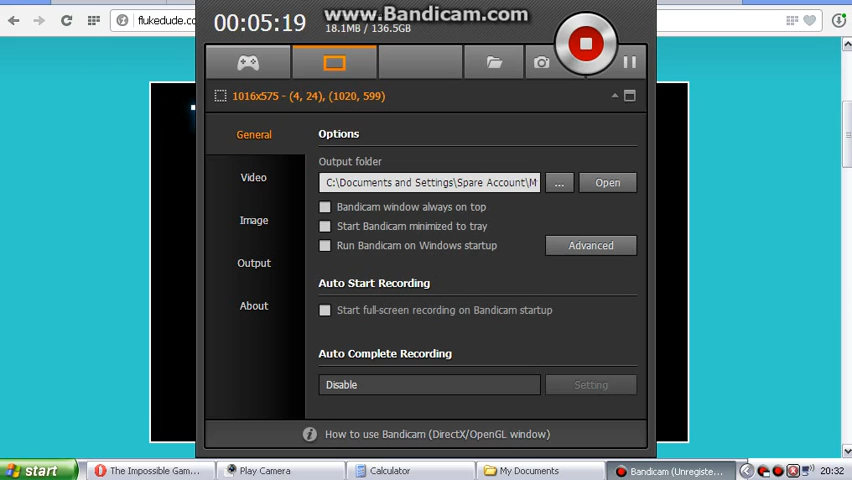 flukedude.co
00:05:19
www.Bandicam.com
18.1MB / 136.5GB
1016x575 - (4, 24), (1020, 599)
General
Video
Image
Output
About
Options
Output folder
C:\Documents and Settings\Spare Account\M
...
Open
Bandicam window always on top
Start Bandicam minimized to tray
Run Bandicam on Windows startup
Advanced
Auto Start Recording
Start full-screen recording on Bandicam startup
Auto Complete Recording
Disable
Setting
How to use Bandicam (DirectX/OpenGL window)
start
The Impossible Gam...
Play Camera
Calculator
My Documents
Bandicam (Unregiste...
20:32